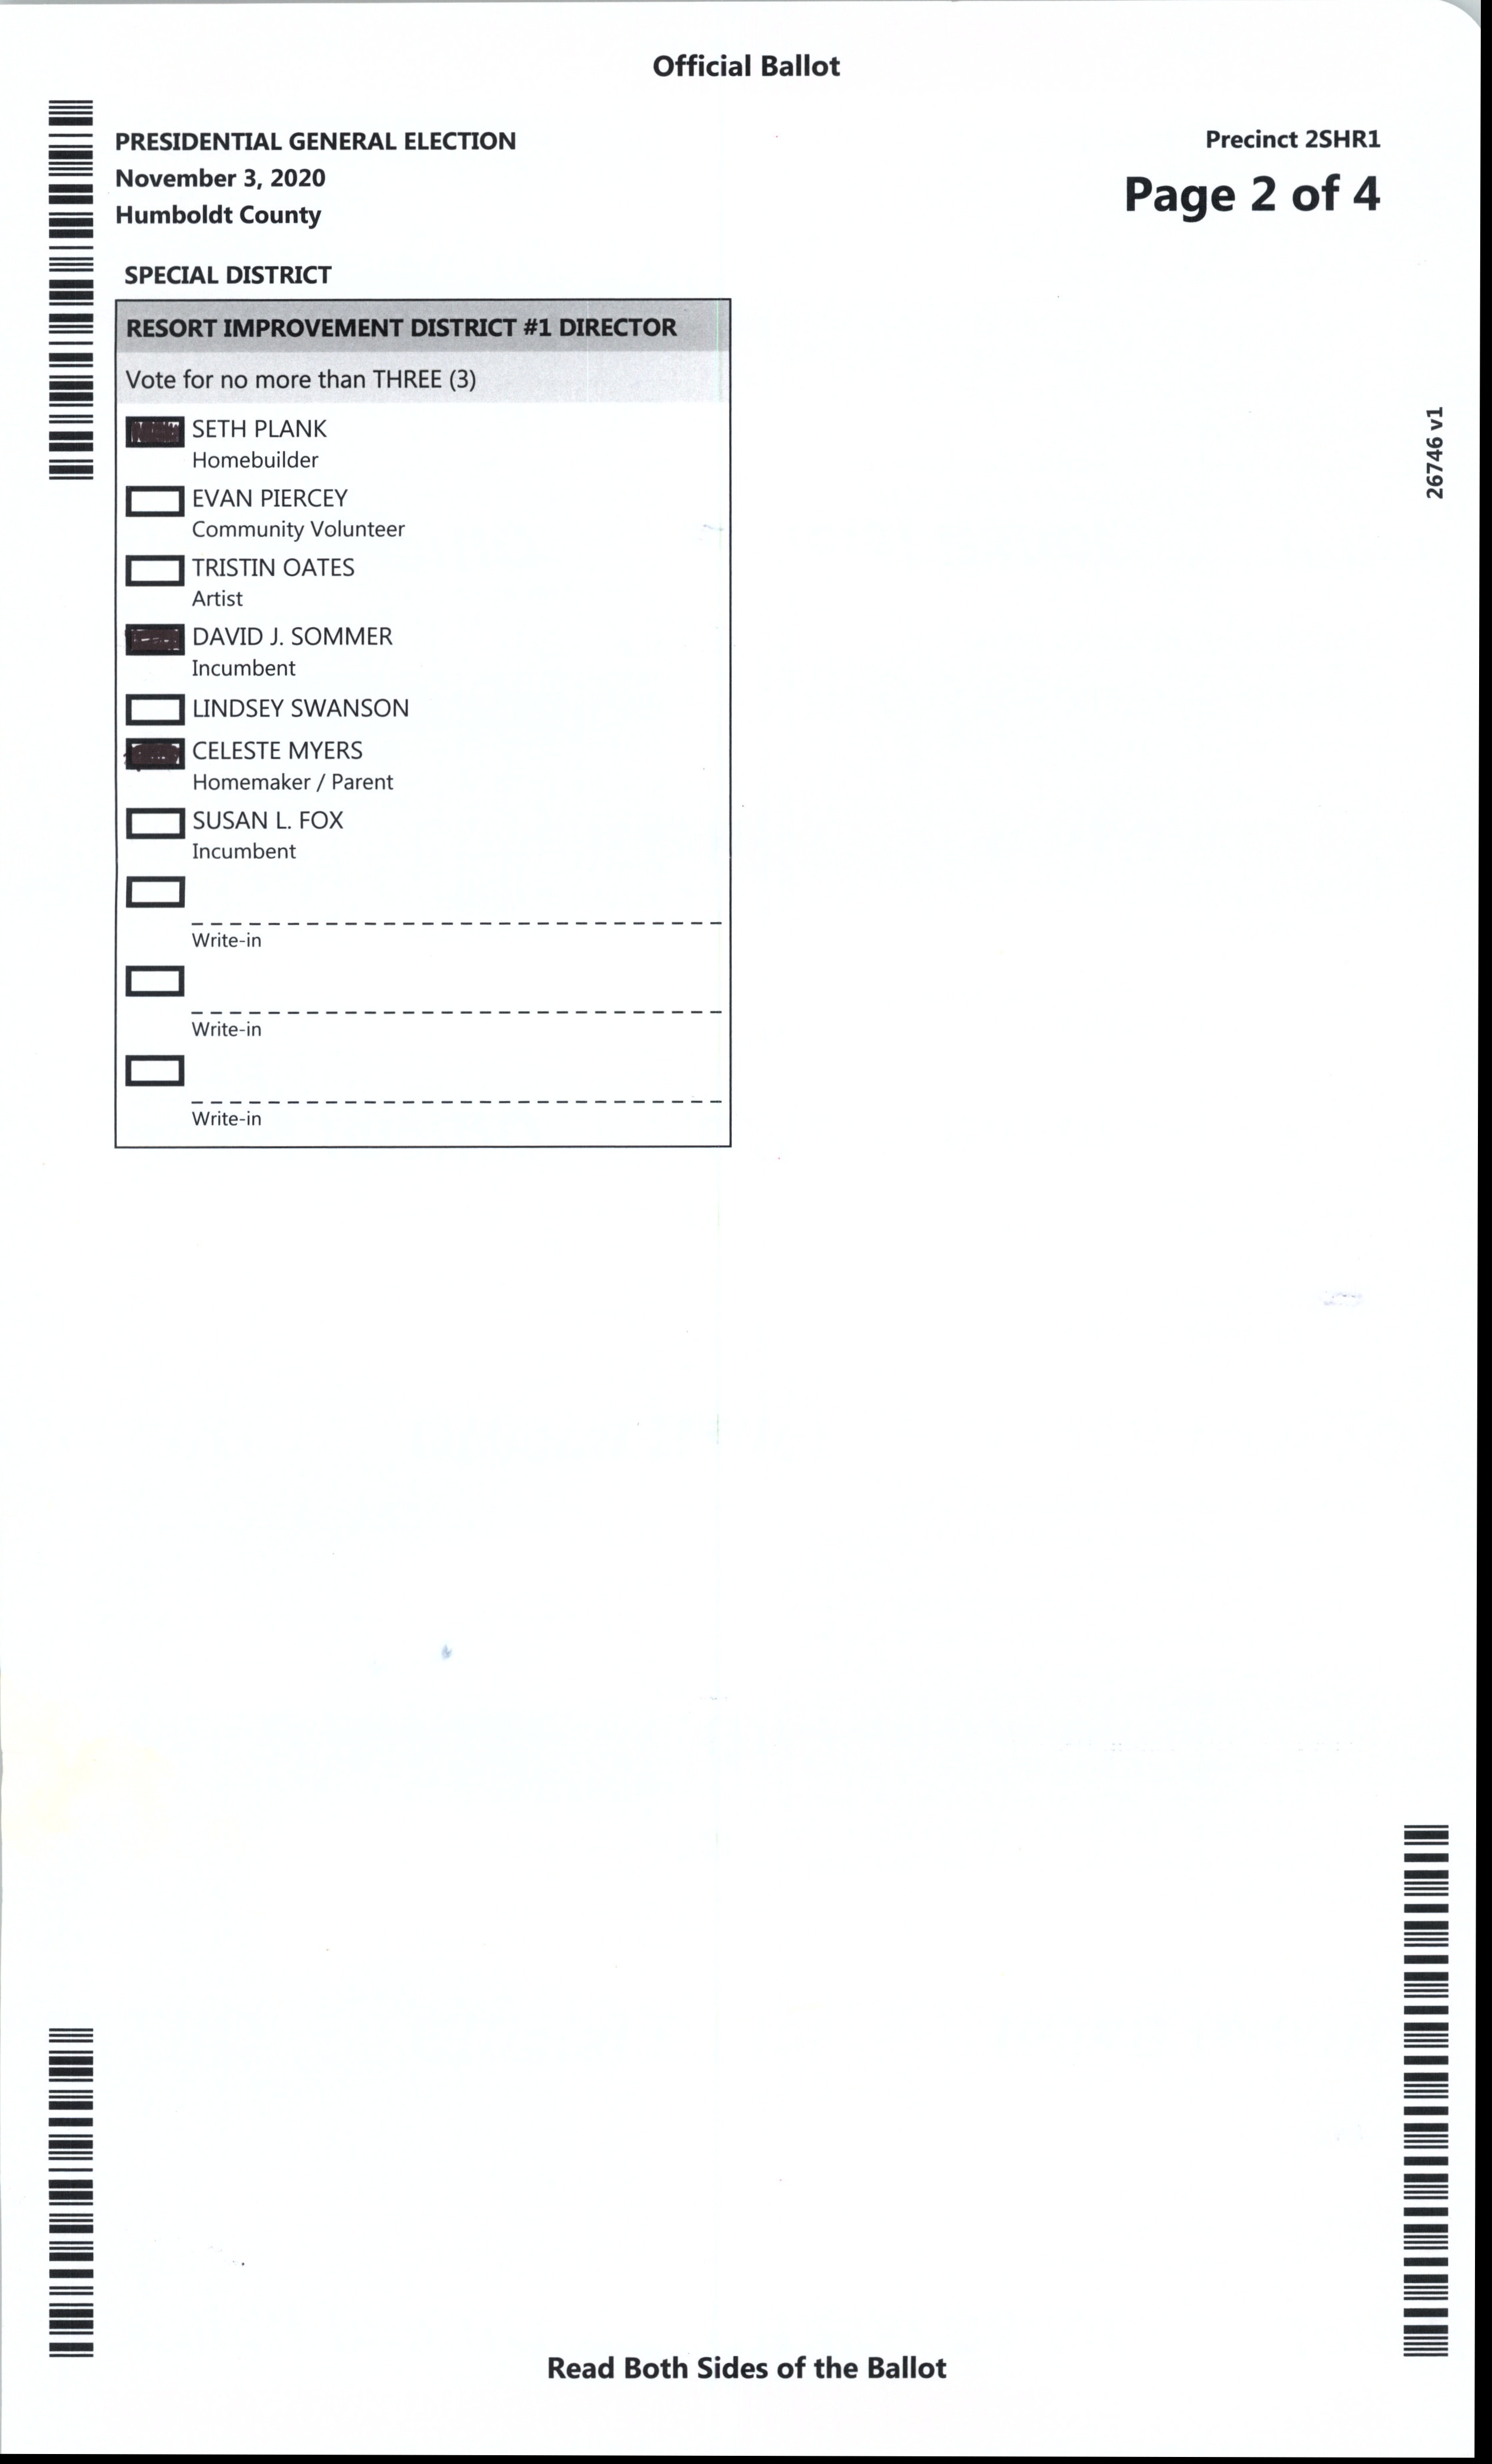 Official Ballot
PRESIDENTIAL GENERAL ELECTION
November 3, 2020
Humboldt County
Precinct 2SHR1
Page 2 of 4
SPECIAL DISTRICT
RESORT IMPROVEMENT DISTRICT #1 DIRECTOR
Vote for no more than THREE (3)
SETH PLANK
Homebuilder
EVAN PIERCEY
Community Volunteer
TRISTIN OATES
Artist
DAVID J. SOMMER
Incumbent
LINDSEY SWANSON
CELESTE MYERS
Homemaker / Parent
SUSAN L. FOX
Incumbent
Write-in
Write-in
Write-in
26746 v1
Read Both Sides of the Ballot